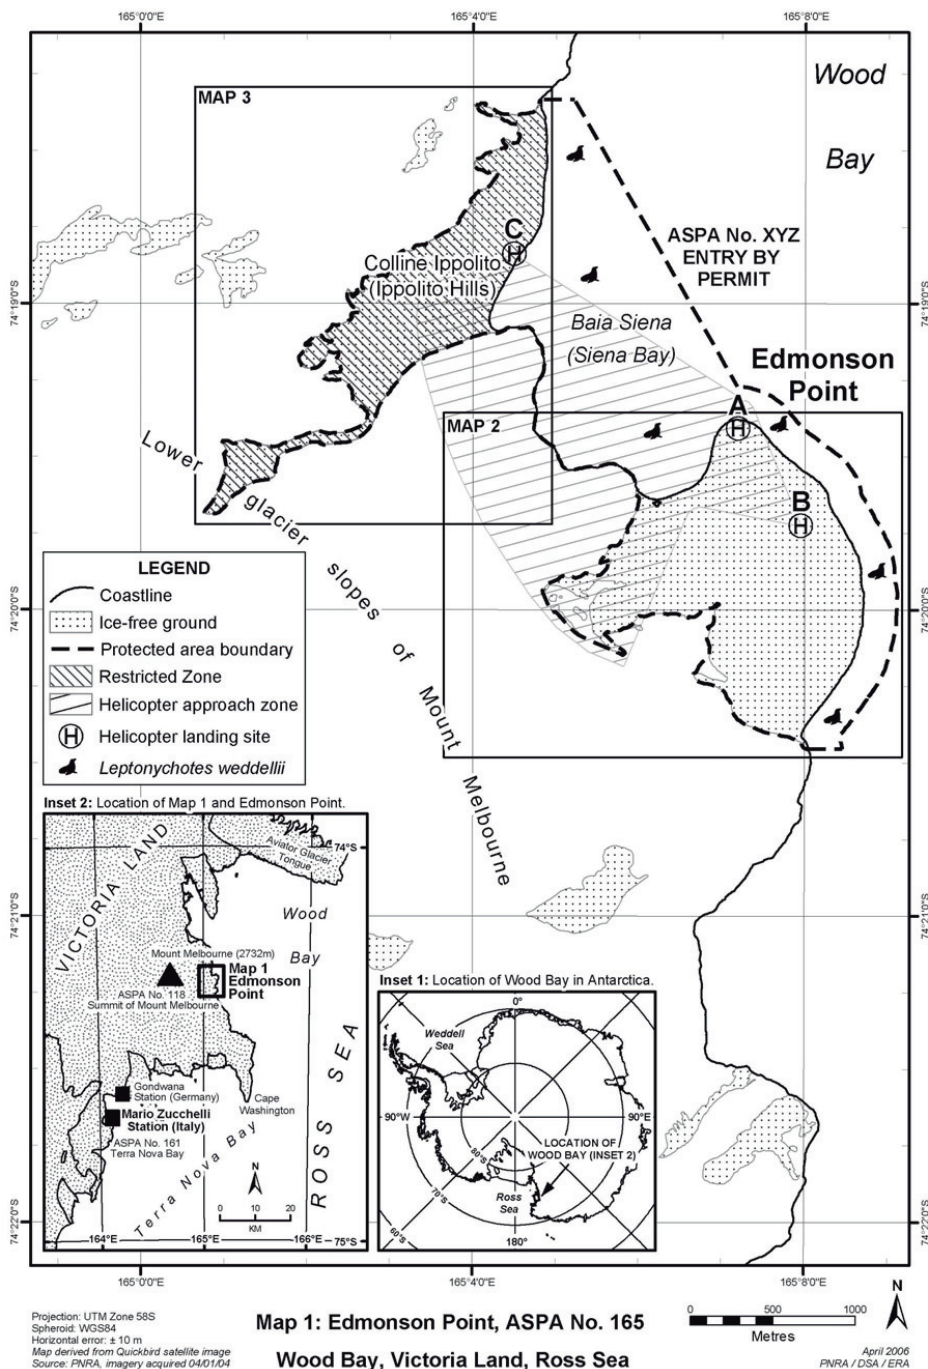 165°0'0"E
165°4'0"E
165°8'0"E
Wood
Bay
MAP 3
ASPA No. XYZ
ENTRY BY
PERMIT
C
H
Colline Ippolito
(Ippolito Hills)
74°19'0"S
74°19'0"S
Baia Siena
(Siena Bay)
Edmonson
Point
A
H
MAP 2
B
H
Lower glacier slopes of Mount Melbourne
LEGEND
Coastline
Ice-free ground
Protected area boundary
Restricted Zone
Helicopter approach zone
H Helicopter landing site
Leptonychotes weddellii
74°20'0"S
74°20'0"S
Inset 2: Location of Map 1 and Edmonson Point.
VICTORIA LAND
Aviator Glacier
Tongue
74°S
Wood
Bay
Mount Melbourne (2732m)
Map 1
Edmonson
Point
ASPA No. 118
Summit of Mount Melbourne
ROSS SEA
Gondwana
Station (Germany)
Mario Zucchelli
Station (Italy)
ASPA No. 161
Terra Nova Bay
Cape
Washington
Terra Nova Bay
N
0 10 20
KM
164°E
165°E
166°E
75°S
74°21'0"S
74°21'0"S
Inset 1: Location of Wood Bay in Antarctica.
0°
Weddell
Sea
90°W
90°E
LOCATION OF
WOOD BAY (INSET 2)
80°S
70°S
60°S
Ross
Sea
180°
74°22'0"S
74°22'0"S
165°0'0"E
165°4'0"E
165°8'0"E
Projection: UTM Zone 58S
Spheroid: WGS84
Horizontal error: ± 10 m
Map derived from Quickbird satellite image
Source: PNRA, imagery acquired 04/01/04
Map 1: Edmonson Point, ASPA No. 165
Wood Bay, Victoria Land, Ross Sea
0 500 1000
Metres
N
April 2006
PNRA / DSA / ERA